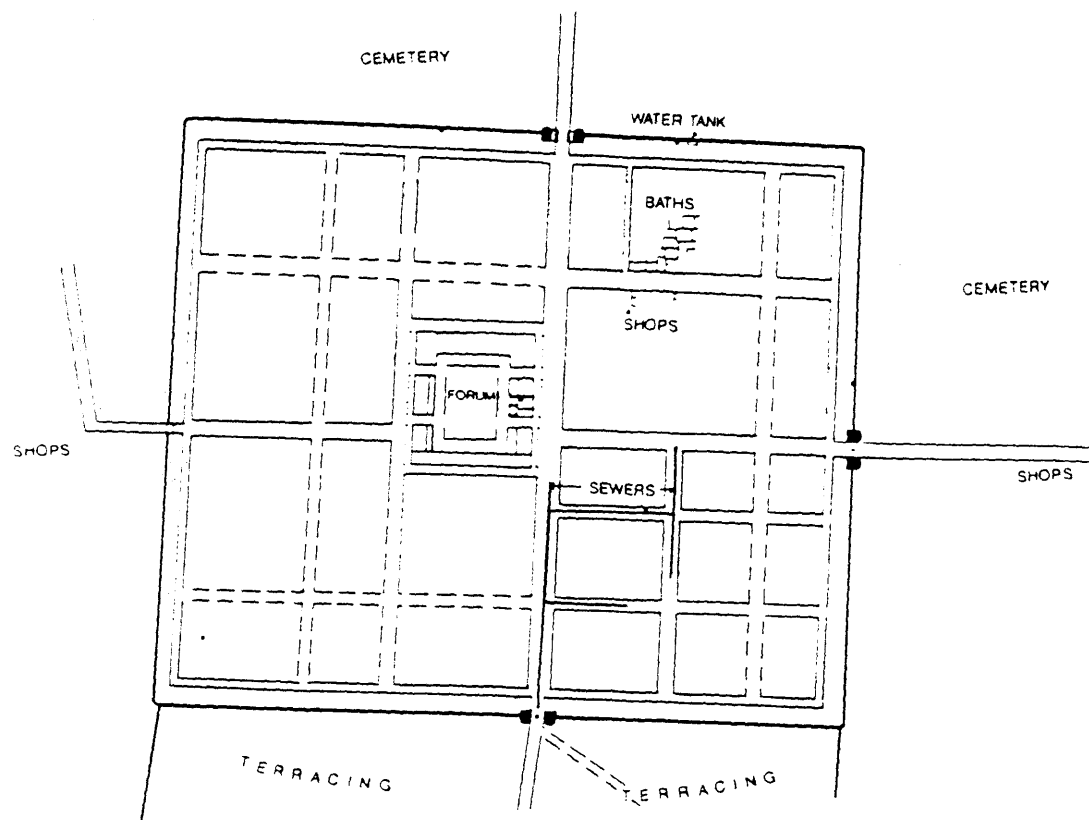 CEMETERY
WATER TANK
BATHS
CEMETERY
SHOPS
FORUM
SHOPS
SHOPS
SEWERS
TERRACING
TERRACING